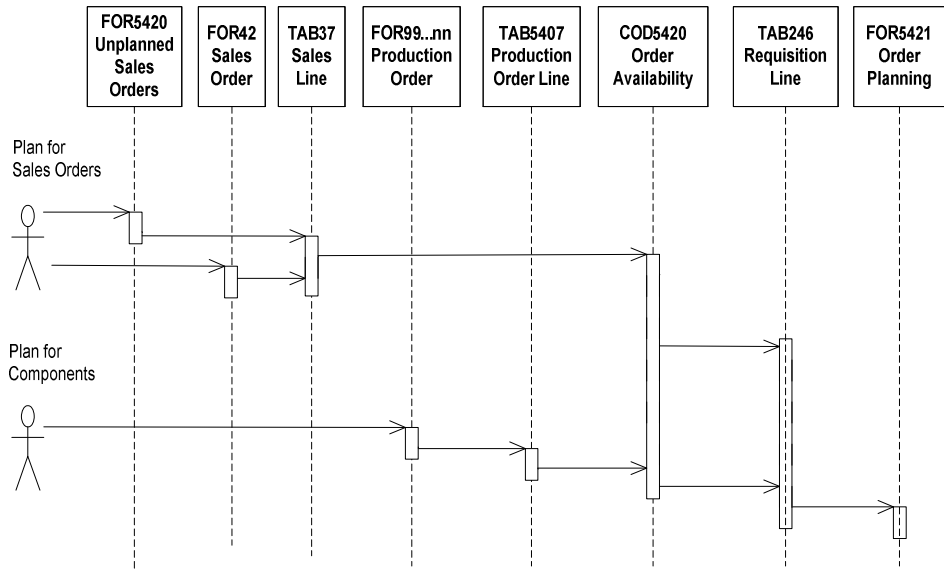 FOR5420
Unplanned
Sales
Orders
FOR42
Sales
Order
TAB37
Sales
Line
FOR99...nn
Production
Order
TAB5407
Production
Order Line
COD5420
Order
Availability
TAB246
Requisition
Line
FOR5421
Order
Planning
Plan for
Sales Orders
Plan for
Components